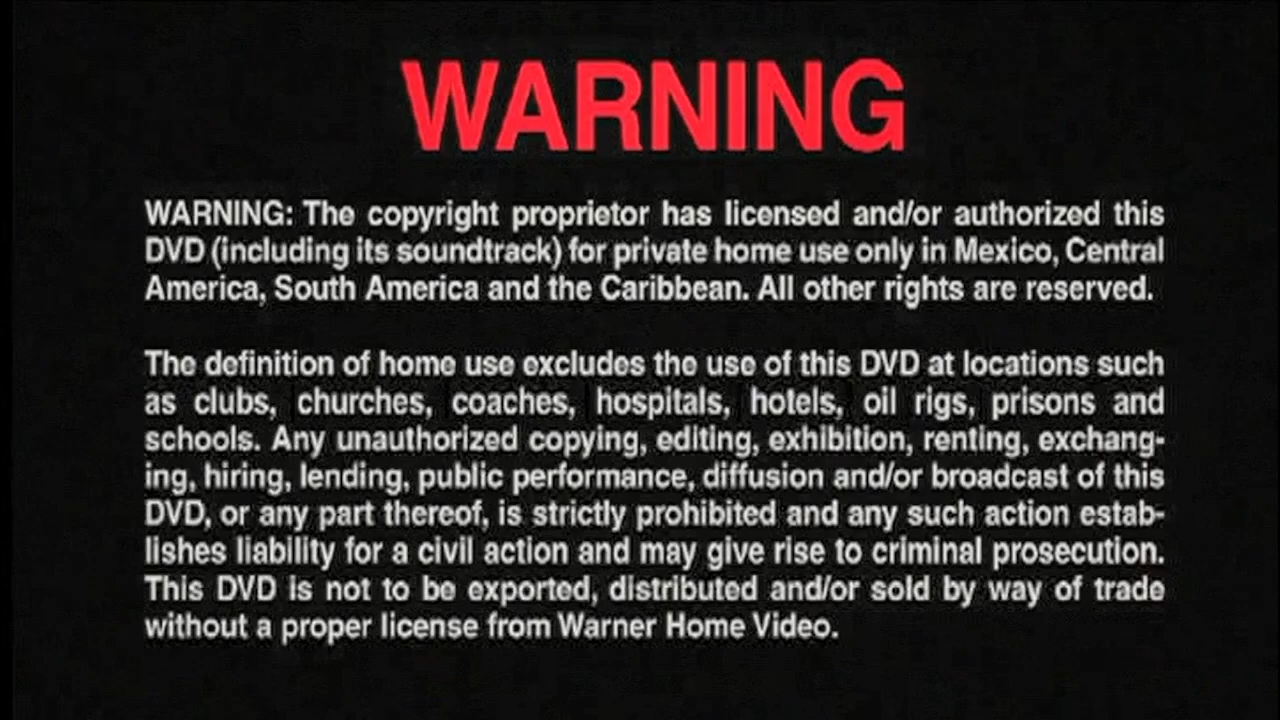 WARNING
WARNING: The copyright proprietor has licensed and/or authorized this
DVD (including its soundtrack) for private home use only in Mexico, Central
America, South America and the Caribbean. All other rights are reserved.
The definition of home use excludes the use of this DVD at locations such
as clubs, churches, coaches, hospitals, hotels, oil rigs, prisons and
schools. Any unauthorized copying, editing, exhibition, renting, exchang-
ing, hiring, lending, public performance, diffusion and/or broadcast of this
DVD, or any part thereof, is strictly prohibited and any such action estab-
lishes liability for a civil action and may give rise to criminal prosecution.
This DVD is not to be exported, distributed and/or sold by way of trade
without a proper license from Warner Home Video.